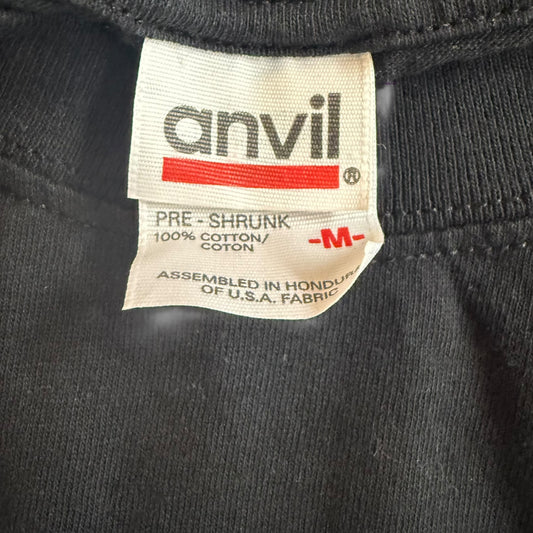 anvil
®
PRE - SHRUNK
100% COTTON/
COTON
-M-
ASSEMBLED IN HONDURA
OF U.S.A. FABRIC